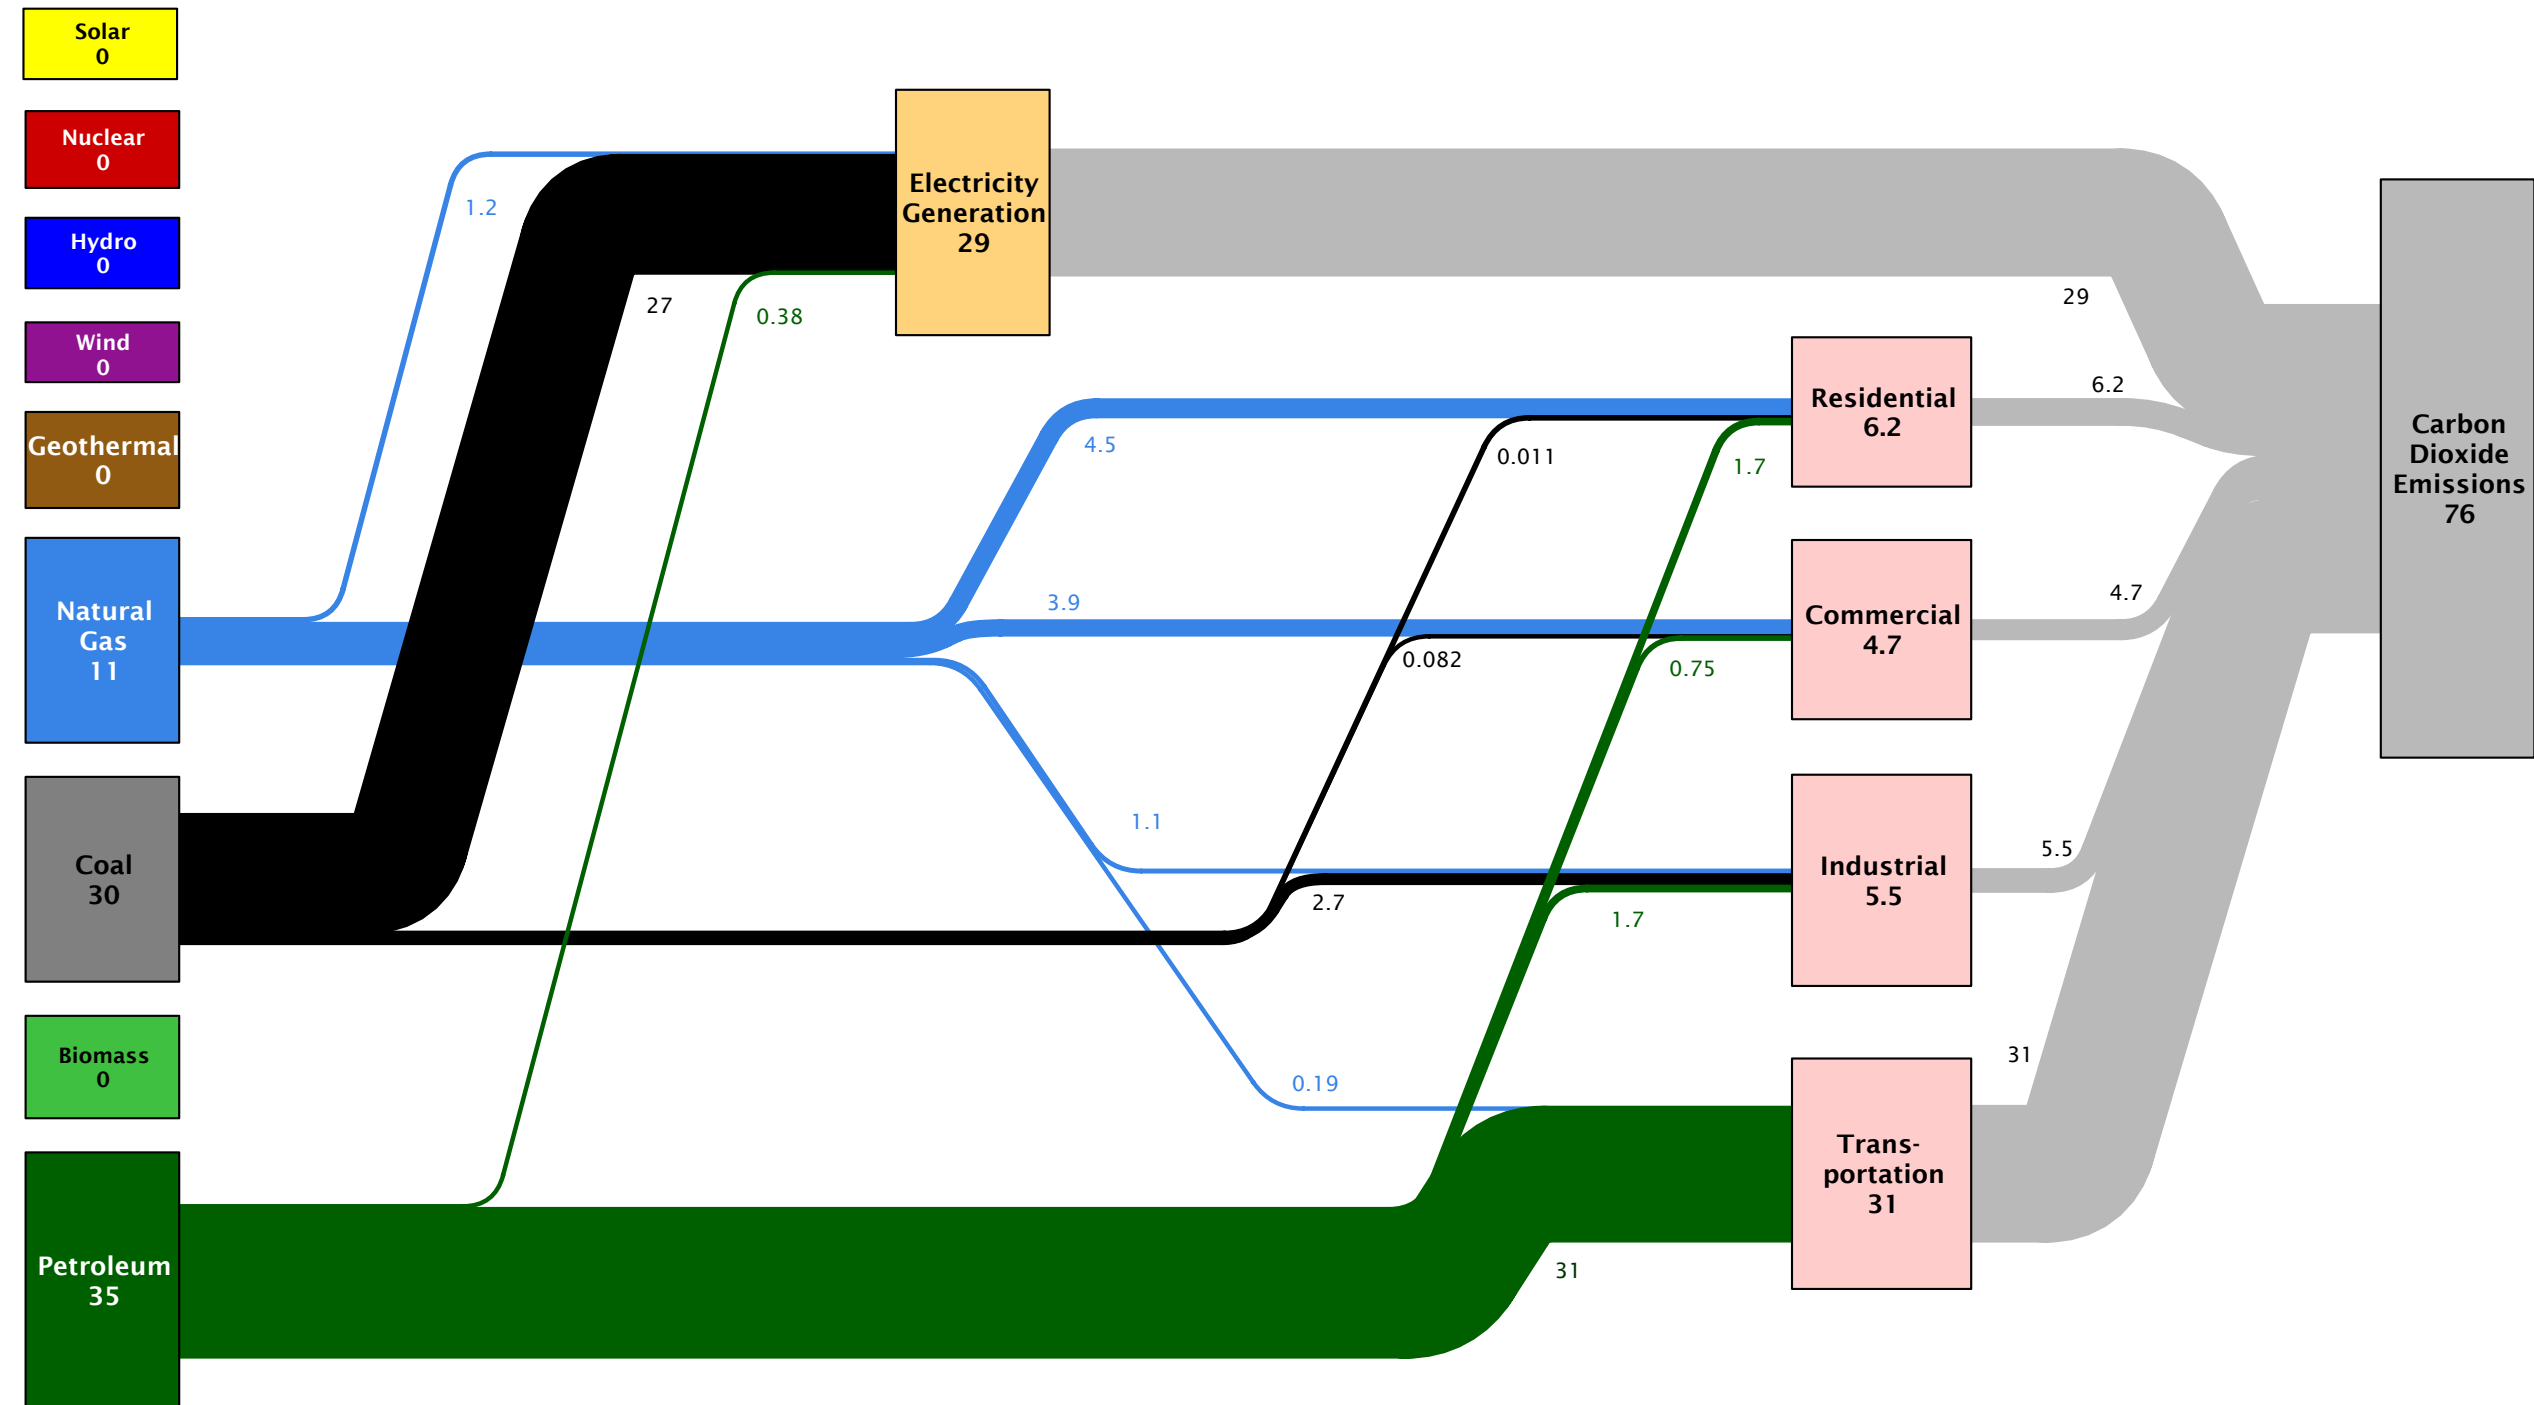 Solar
0
Nuclear
0
Hydro
0
Wind
0
Geothermal
0
Natural
Gas
11
Coal
30
Biomass
0
Petroleum
35
1.2
27
0.38
Electricity
Generation
29
4.5
3.9
1.1
0.19
0.011
0.082
2.7
1.7
0.75
1.7
31
Residential
6.2
Commercial
4.7
Industrial
5.5
Trans-
portation
31
29
6.2
4.7
5.5
31
Carbon
Dioxide
Emissions
76